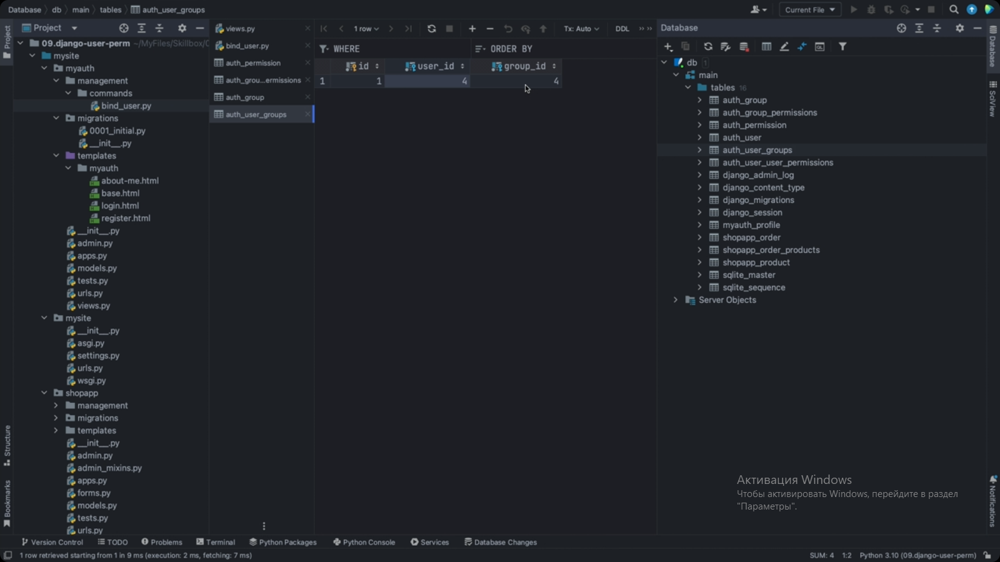 Database
db
main
tables
auth_user_groups
Current File
Project
Project
09.django-user-perm ~/MyFiles/Skillbox/
mysite
myauth
management
commands
bind_user.py
migrations
0001_initial.py
__init__.py
templates
myauth
about-me.html
base.html
login.html
register.html
__init__.py
admin.py
apps.py
models.py
tests.py
urls.py
views.py
mysite
__init__.py
asgi.py
settings.py
urls.py
wsgi.py
shopapp
management
migrations
templates
__init__.py
admin.py
admin_mixins.py
apps.py
forms.py
models.py
tests.py
urls.py
Structure
Bookmarks
views.py
bind_user.py
auth_permission
auth_grou...ermissions
auth_group
auth_user_groups
1 row
Tx: Auto
DDL
WHERE
ORDER BY
id user_id group_id
1 1 4 4
Database
db 1
main
tables 16
auth_group
auth_group_permissions
auth_permission
auth_user
auth_user_groups
auth_user_user_permissions
django_admin_log
django_content_type
django_migrations
django_session
myauth_profile
shopapp_order
shopapp_order_products
shopapp_product
sqlite_master
sqlite_sequence
Server Objects
Database
SciView
Notifications
Активация Windows
Чтобы активировать Windows, перейдите в раздел
"Параметры".
Version Control
TODO
Problems
Terminal
Python Packages
Python Console
Services
Database Changes
1 row retrieved starting from 1 in 9 ms (execution: 2 ms, fetching: 7 ms)
SUM: 4
1:2
Python 3.10 (09.django-user-perm)